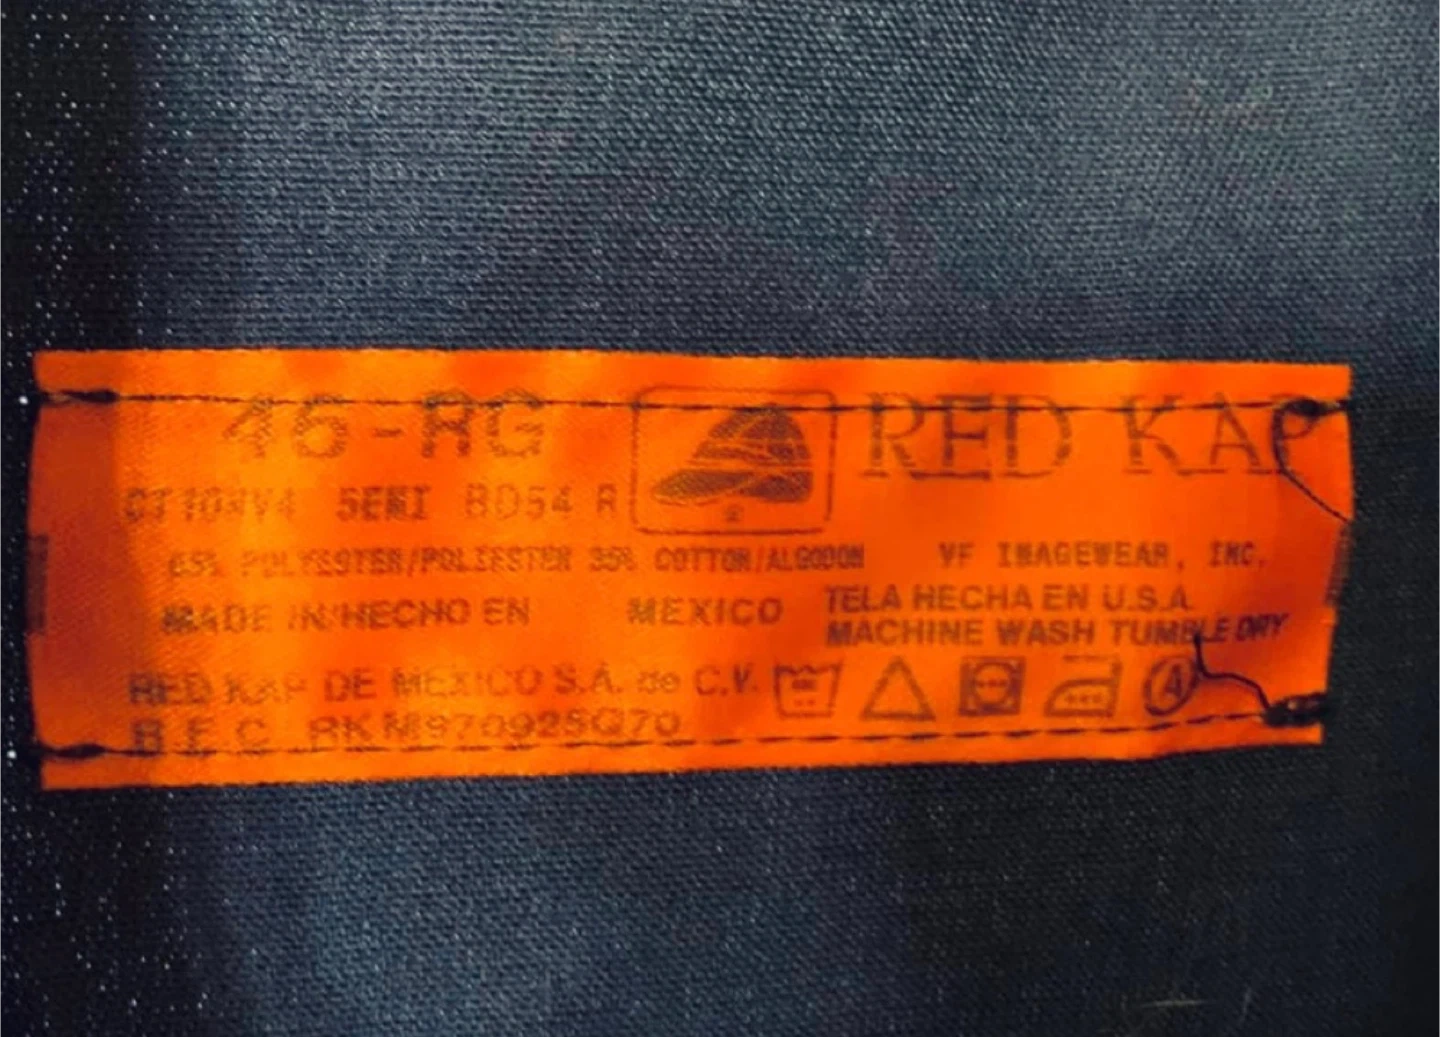 46-RG
RED KAP
CT10NV4 SEMI BD54 R
®
65% POLYESTER/POLIESTER 35% COTTON/ALGODON
VF IMAGEWEAR, INC.
MADE IN/HECHO EN MEXICO
TELA HECHA EN U.S.A.
MACHINE WASH TUMBLE DRY
RED KAP DE MEXICO S.A. de C.V.
A
RKM970925Q70